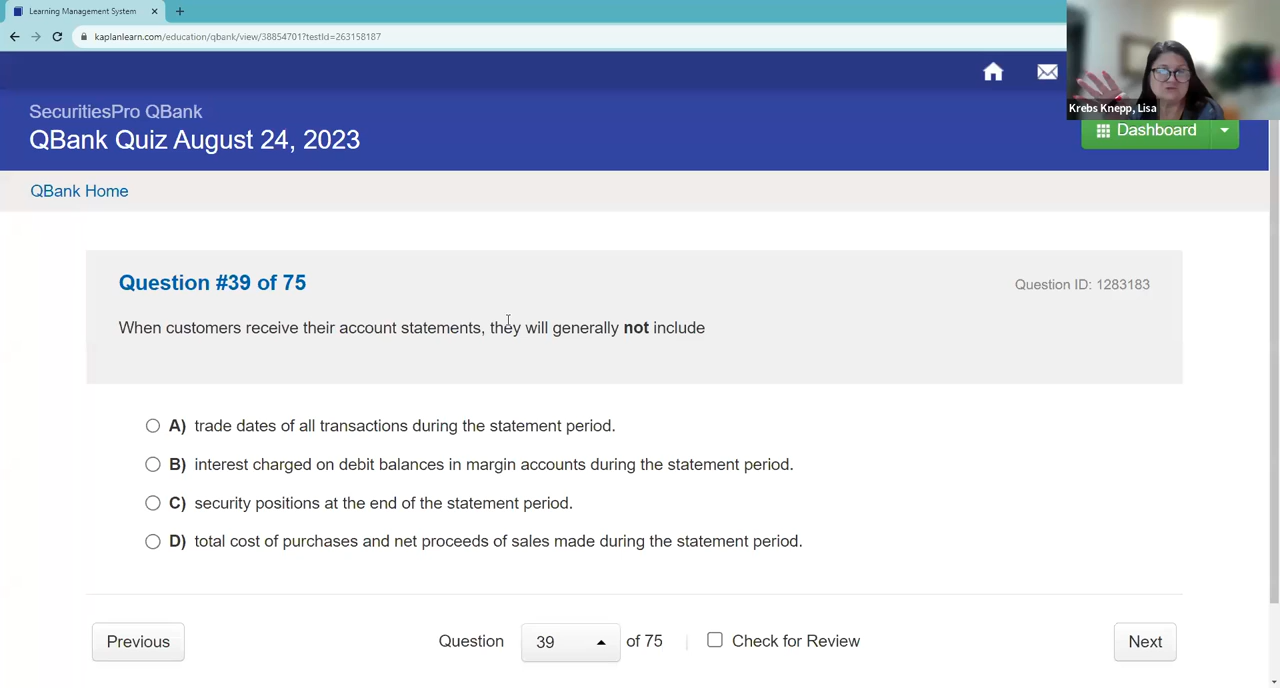 Learning Management System
kaplanlearn.com/education/qbank/view/38854701?testId=263158187
Krebs Knepp, Lisa
SecuritiesPro QBank
QBank Quiz August 24, 2023
Dashboard
QBank Home
Question #39 of 75
Question ID: 1283183
When customers receive their account statements, they will generally not include
A) trade dates of all transactions during the statement period.
B) interest charged on debit balances in margin accounts during the statement period.
C) security positions at the end of the statement period.
D) total cost of purchases and net proceeds of sales made during the statement period.
Previous
Question 39 of 75
Check for Review
Next